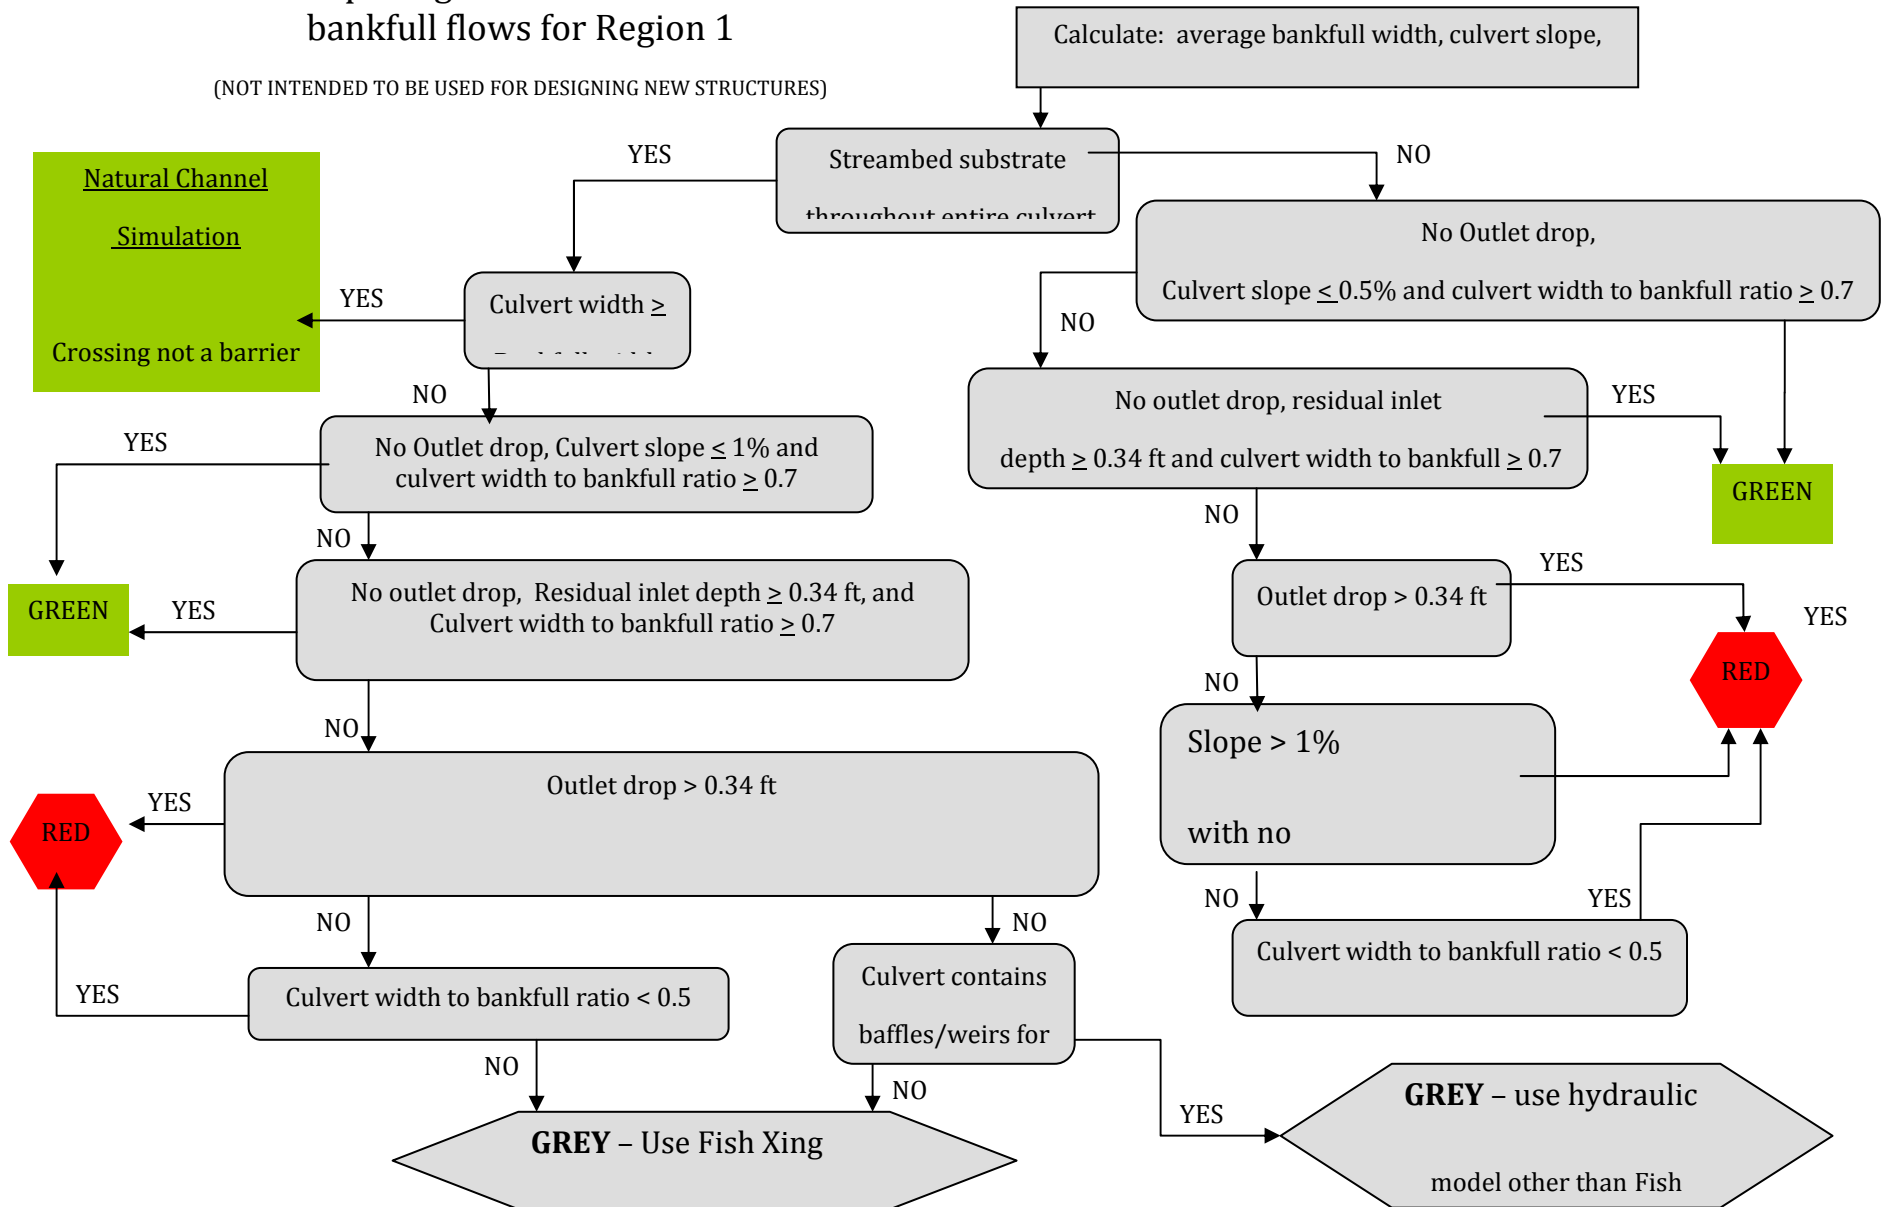 bankfull flows for Region 1
(NOT INTENDED TO BE USED FOR DESIGNING NEW STRUCTURES)
Calculate: average bankfull width, culvert slope,
YES
Streambed substrate
throughout entire culvert
NO
Natural Channel
Simulation
Crossing not a barrier
YES
Culvert width ≥
No Outlet drop,
Culvert slope ≤ 0.5% and culvert width to bankfull ratio ≥ 0.7
NO
NO
No outlet drop, residual inlet
depth ≥ 0.34 ft and culvert width to bankfull ≥ 0.7
YES
YES
No Outlet drop, Culvert slope ≤ 1% and
culvert width to bankfull ratio ≥ 0.7
GREEN
NO
NO
GREEN
YES
No outlet drop, Residual inlet depth ≥ 0.34 ft, and
Culvert width to bankfull ratio ≥ 0.7
Outlet drop > 0.34 ft
YES
YES
RED
NO
NO
Slope > 1%
with no
Outlet drop > 0.34 ft
YES
RED
NO
NO
NO
YES
Culvert width to bankfull ratio < 0.5
YES
Culvert width to bankfull ratio < 0.5
Culvert contains
baffles/weirs for
NO
NO
YES
GREY – Use Fish Xing
GREY – use hydraulic
model other than Fish